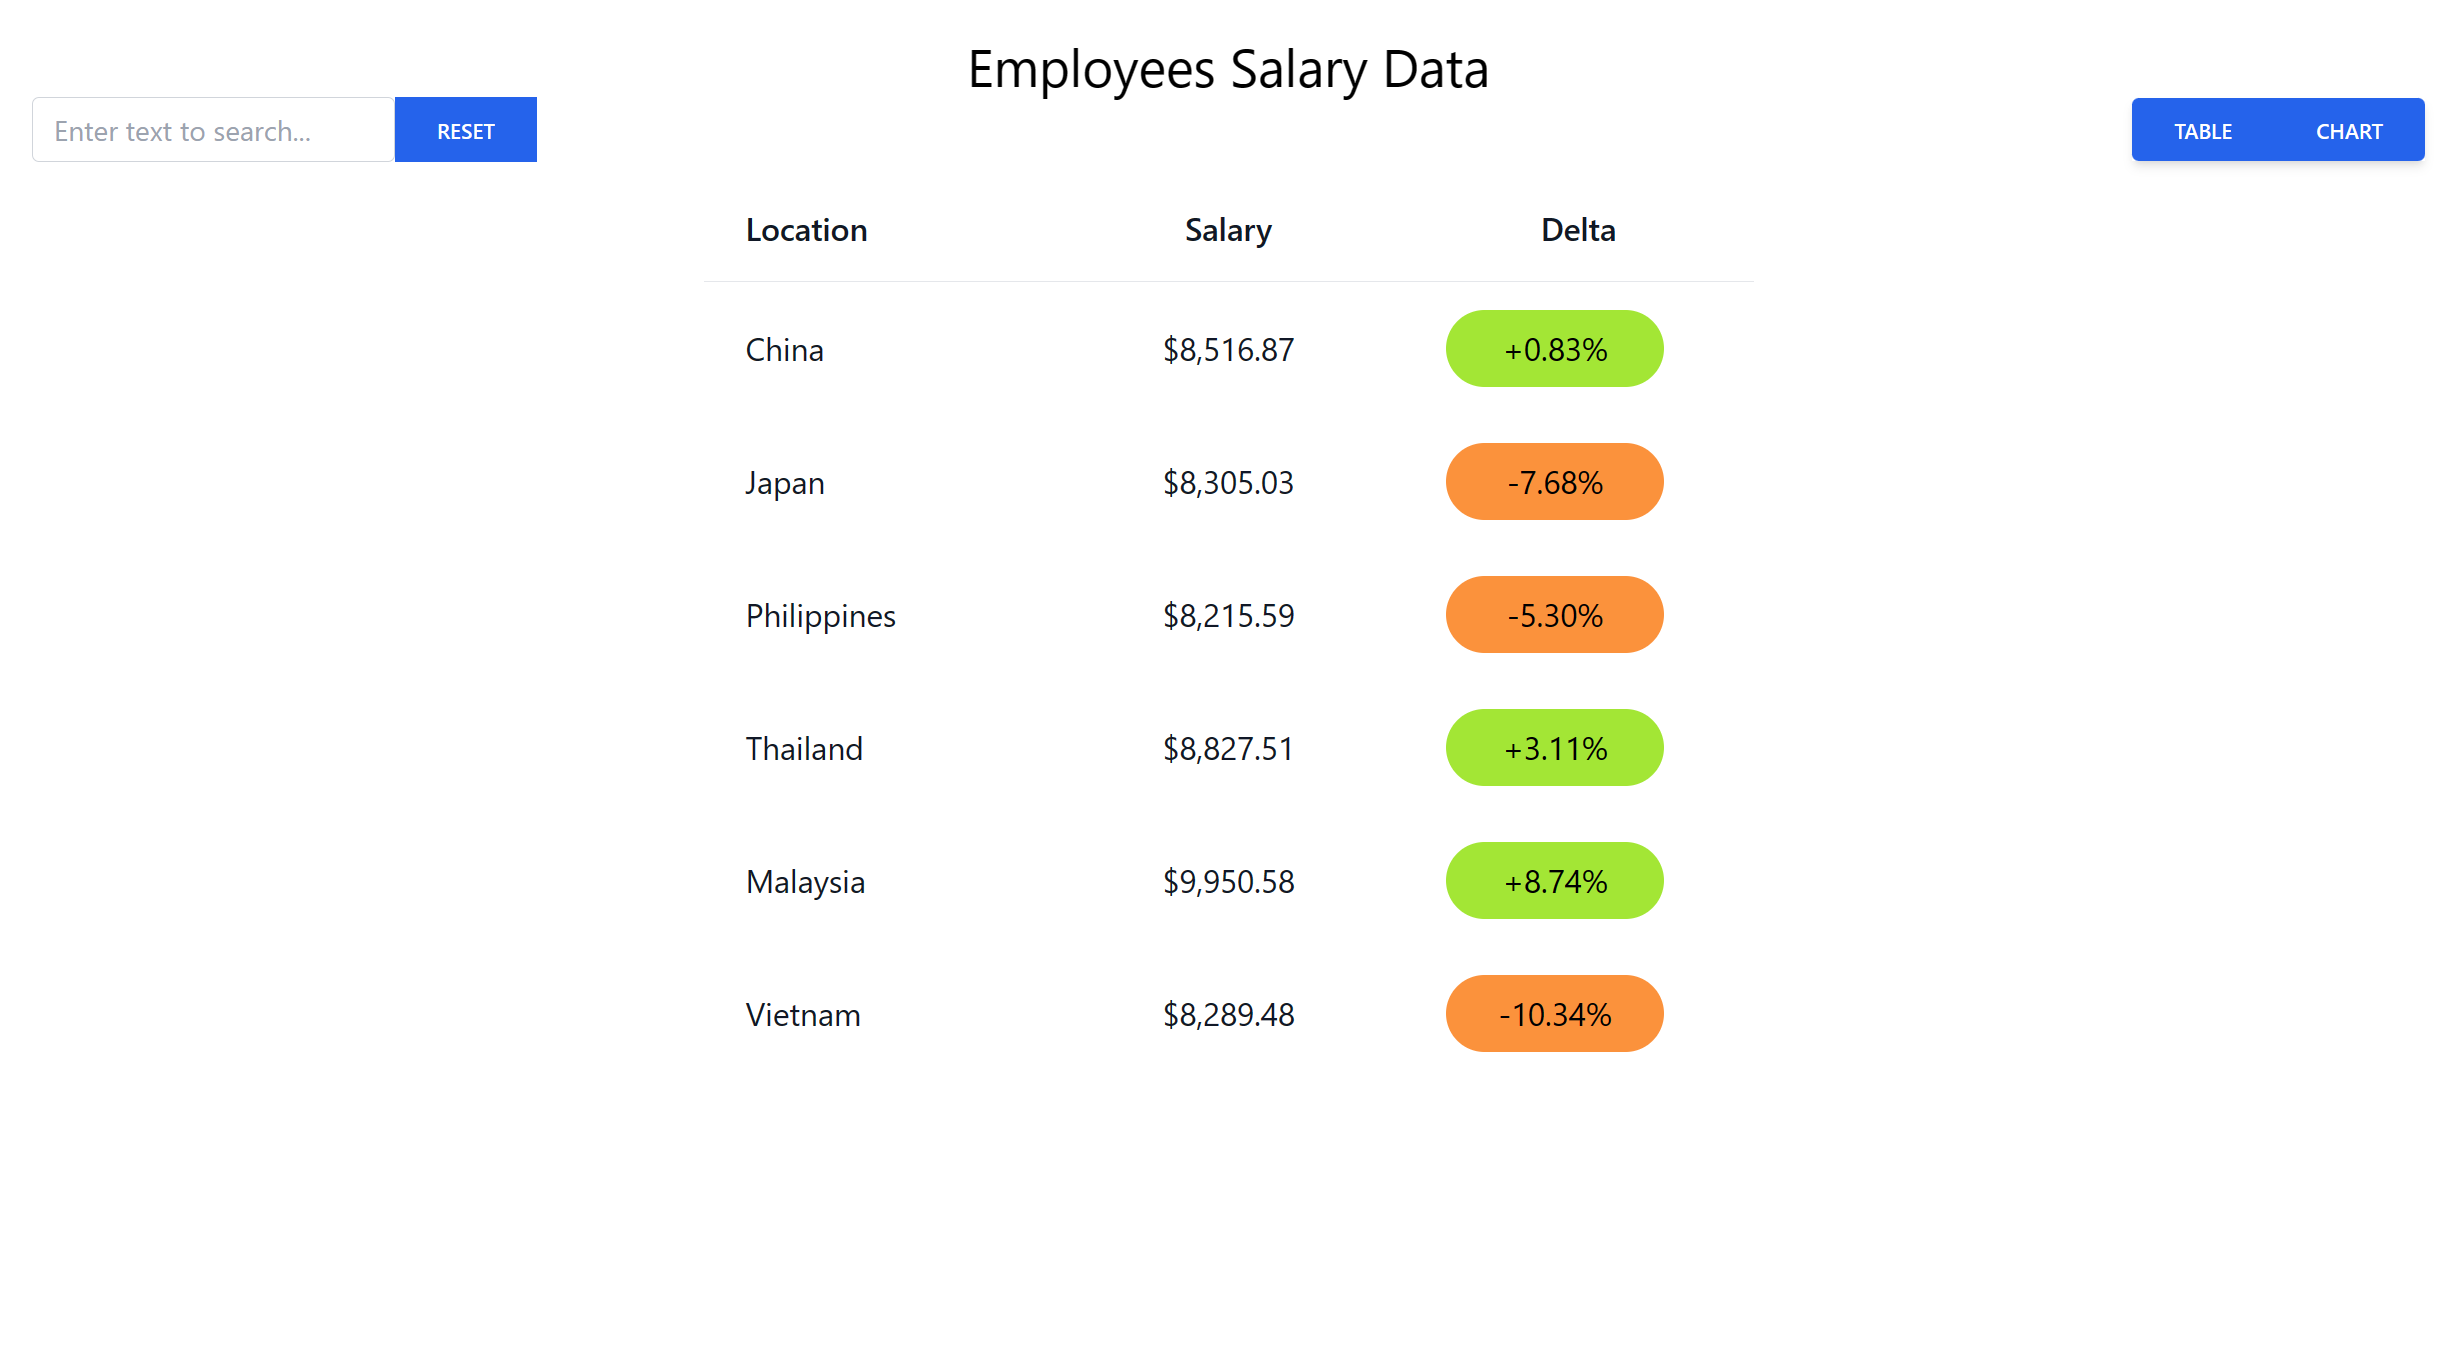 Employees Salary Data
Enter text to search...
RESET
TABLE
CHART
Location Salary Delta
China $8,516.87 +0.83%
Japan $8,305.03 -7.68%
Philippines $8,215.59 -5.30%
Thailand $8,827.51 +3.11%
Malaysia $9,950.58 +8.74%
Vietnam $8,289.48 -10.34%